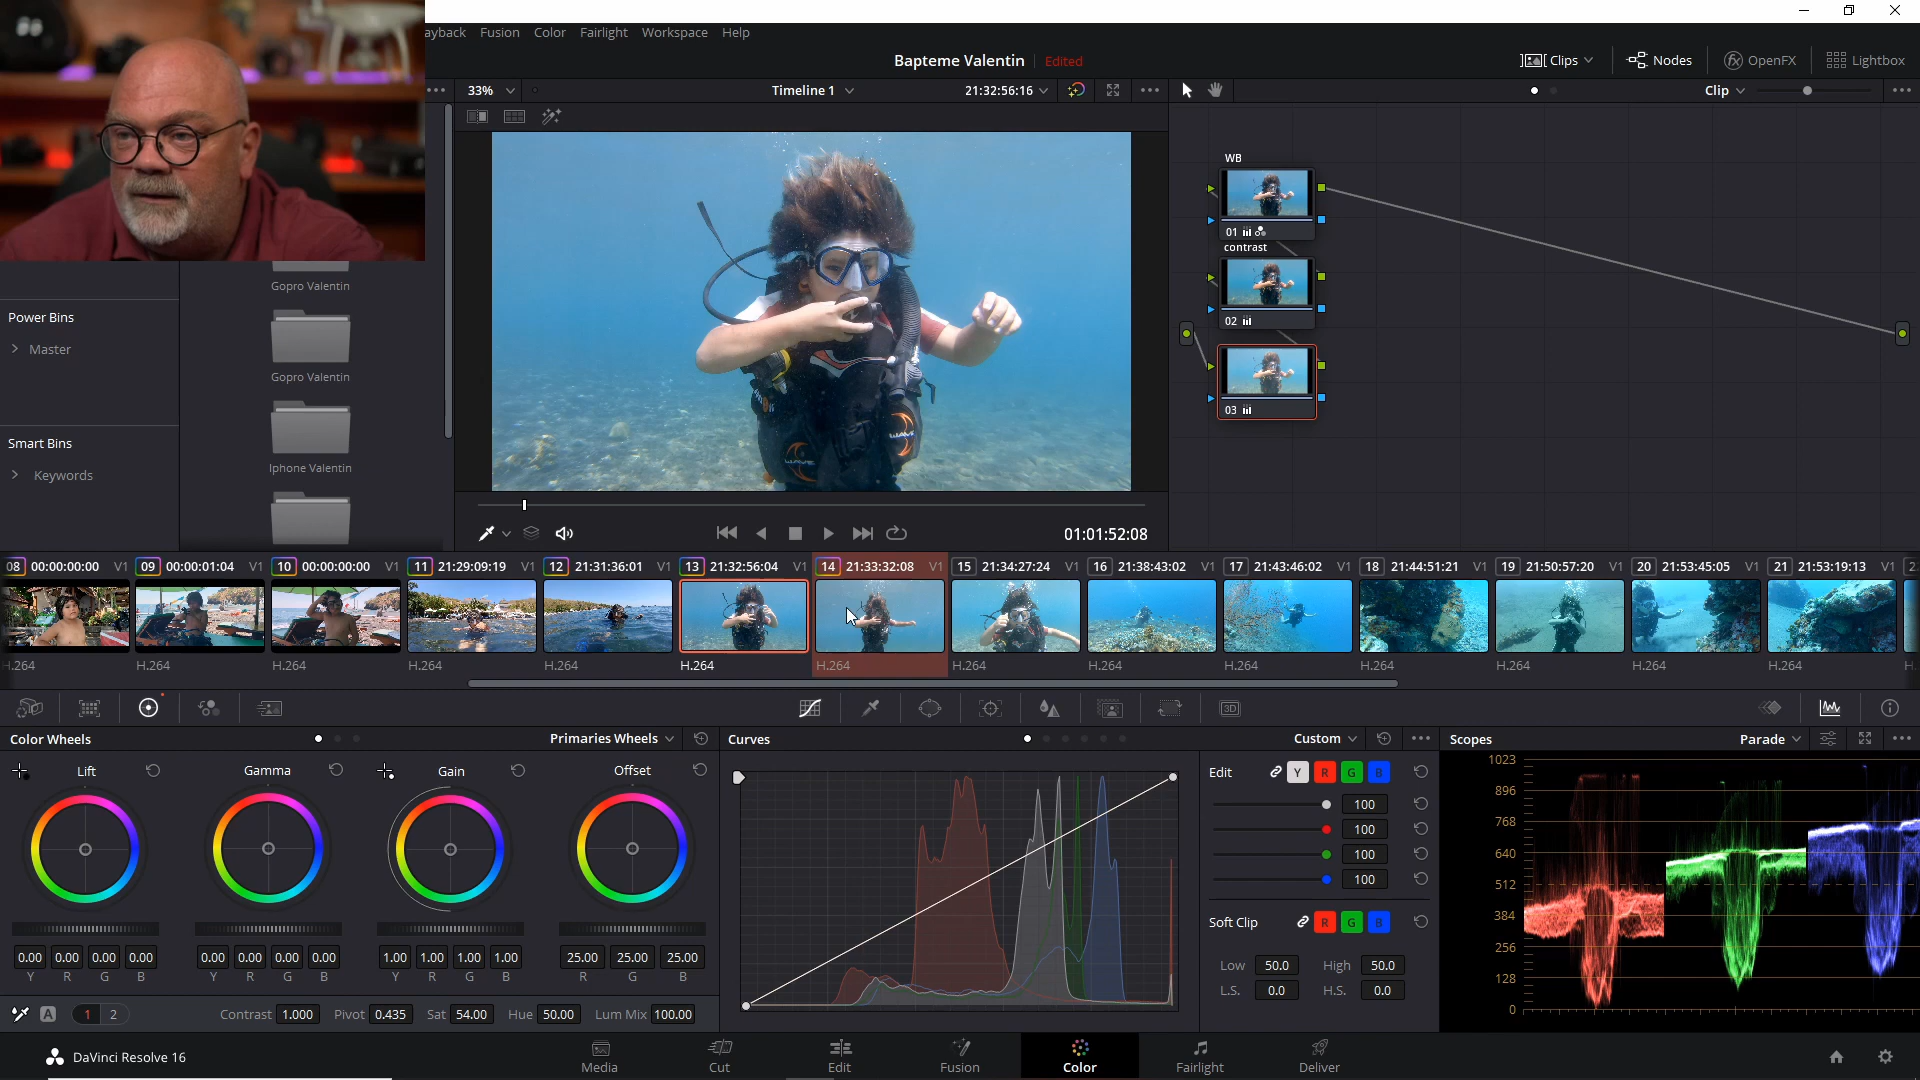 ayback Fusion Color Fairlight Workspace Help
Bapteme Valentin Edited
Clips Nodes OpenFX Lightbox
33% Timeline 1 21:32:56:16 Clip
WB
01
contrast
02
03
Gopro Valentin
Power Bins
Master
Gopro Valentin
Smart Bins
Keywords
Iphone Valentin
WAVE
WAVE
01:01:52:08
08 00:00:00:00 V1 09 00:00:01:04 V1 10 00:00:00:00 V1 11 21:29:09:19 V1 12 21:31:36:01 V1 13 21:32:56:04 V1 14 21:33:32:08 V1 15 21:34:27:24 V1 16 21:38:43:02 V1 17 21:43:46:02 V1 18 21:44:51:21 V1 19 21:50:57:20 V1 20 21:53:45:05 V1 21 21:53:19:13 V1 2
H.264 H.264 H.264 H.264 H.264 H.264 H.264 H.264 H.264 H.264 H.264 H.264 H.264 H.264 H.
3D
Color Wheels Primaries Wheels Curves Custom Scopes Parade
Lift Gamma Gain Offset
Edit Y R G B
100
100
100
100
Soft Clip R G B
Low 50.0 High 50.0
L.S. 0.0 H.S. 0.0
1023
896
768
640
512
384
256
128
0
0.00 0.00 0.00 0.00 0.00 0.00 0.00 0.00 1.00 1.00 1.00 1.00 25.00 25.00 25.00
Y R G B Y R G B Y R G B R G B
A 1 2 Contrast 1.000 Pivot 0.435 Sat 54.00 Hue 50.00 Lum Mix 100.00
DaVinci Resolve 16
Media Cut Edit Fusion Color Fairlight Deliver